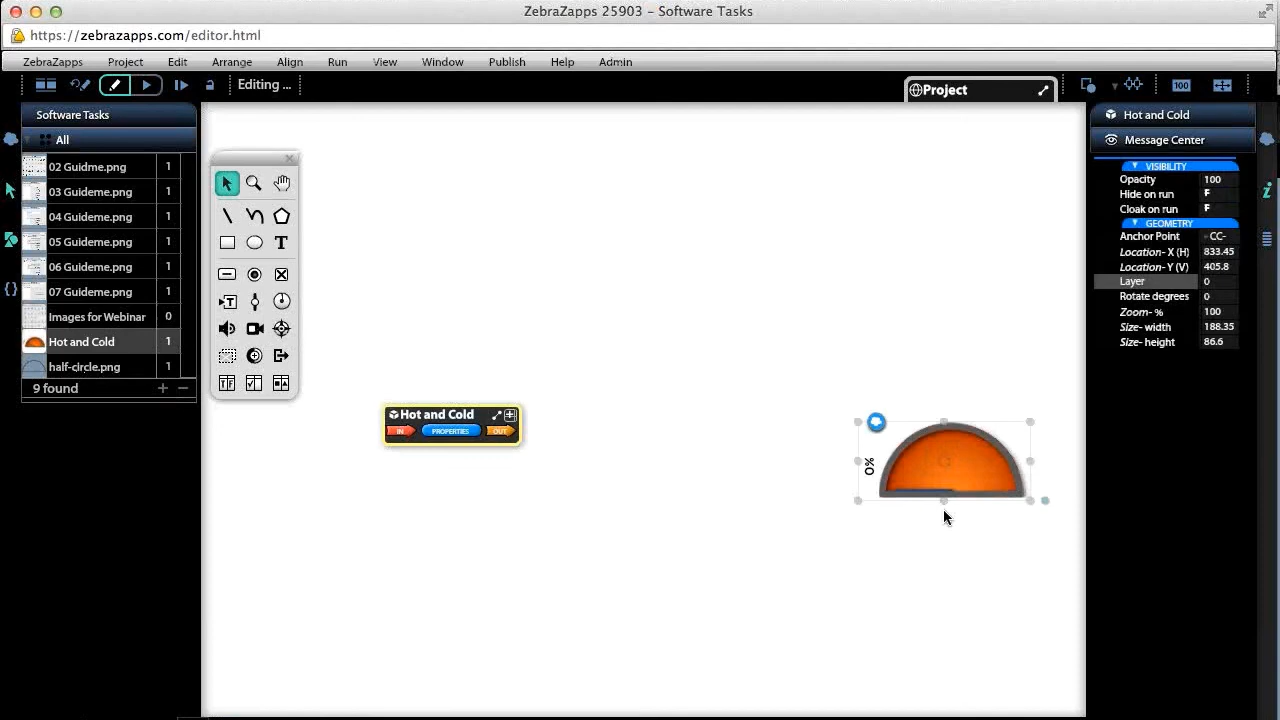 ZebraZapps 25903 – Software Tasks
https://zebrazapps.com/editor.html
ZebraZapps Project Edit Arrange Align Run View Window Publish Help Admin
Editing ...
Project
100
Software Tasks
All
02 Guidme.png 1
03 Guideme.png 1
04 Guideme.png 1
05 Guideme.png 1
06 Guideme.png 1
07 Guideme.png 1
Images for Webinar 0
Hot and Cold 1
half-circle.png 1
9 found + −
T
T
TF
Hot and Cold
IN PROPERTIES OUT
0%
Hot and Cold
Message Center
VISIBILITY
Opacity 100
Hide on run F
Cloak on run F
GEOMETRY
Anchor Point -CC-
Location- X (H) 833.45
Location- Y (V) 405.8
Layer 0
Rotate degrees 0
Zoom- % 100
Size- width 188.35
Size- height 86.6